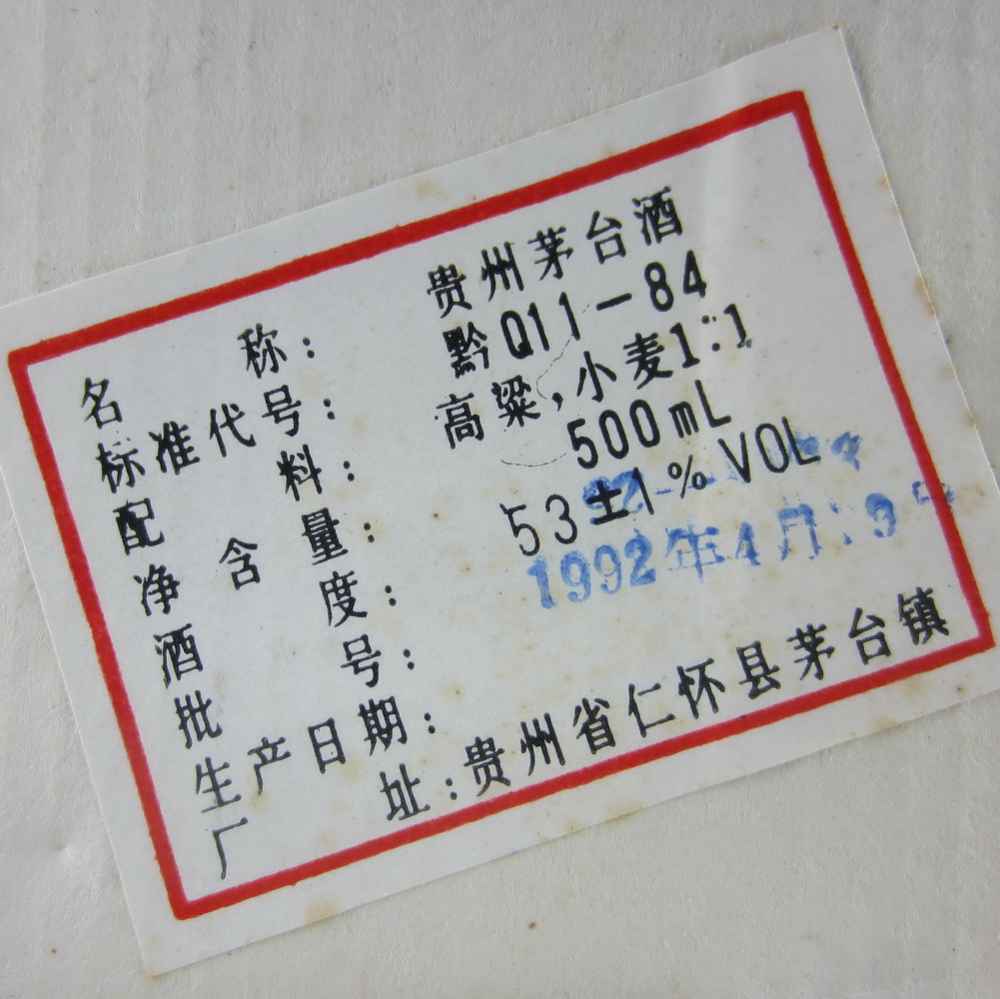 名 称: 贵州茅台酒
标准代号: 黔Q11-84
配 料: 高粱,小麦1:1
净 含 量: 500mL
酒 度: 53±1%VOL
批 号:
生产日期: 1992年4月
厂 址: 贵州省仁怀县茅台镇